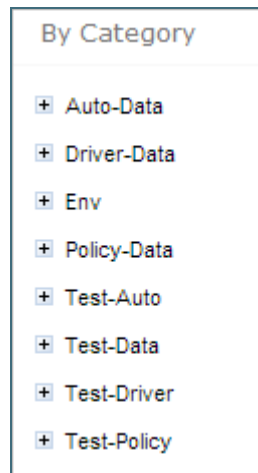 By Category
Auto-Data
Driver-Data
Env
Policy-Data
Test-Auto
Test-Data
Test-Driver
Test-Policy